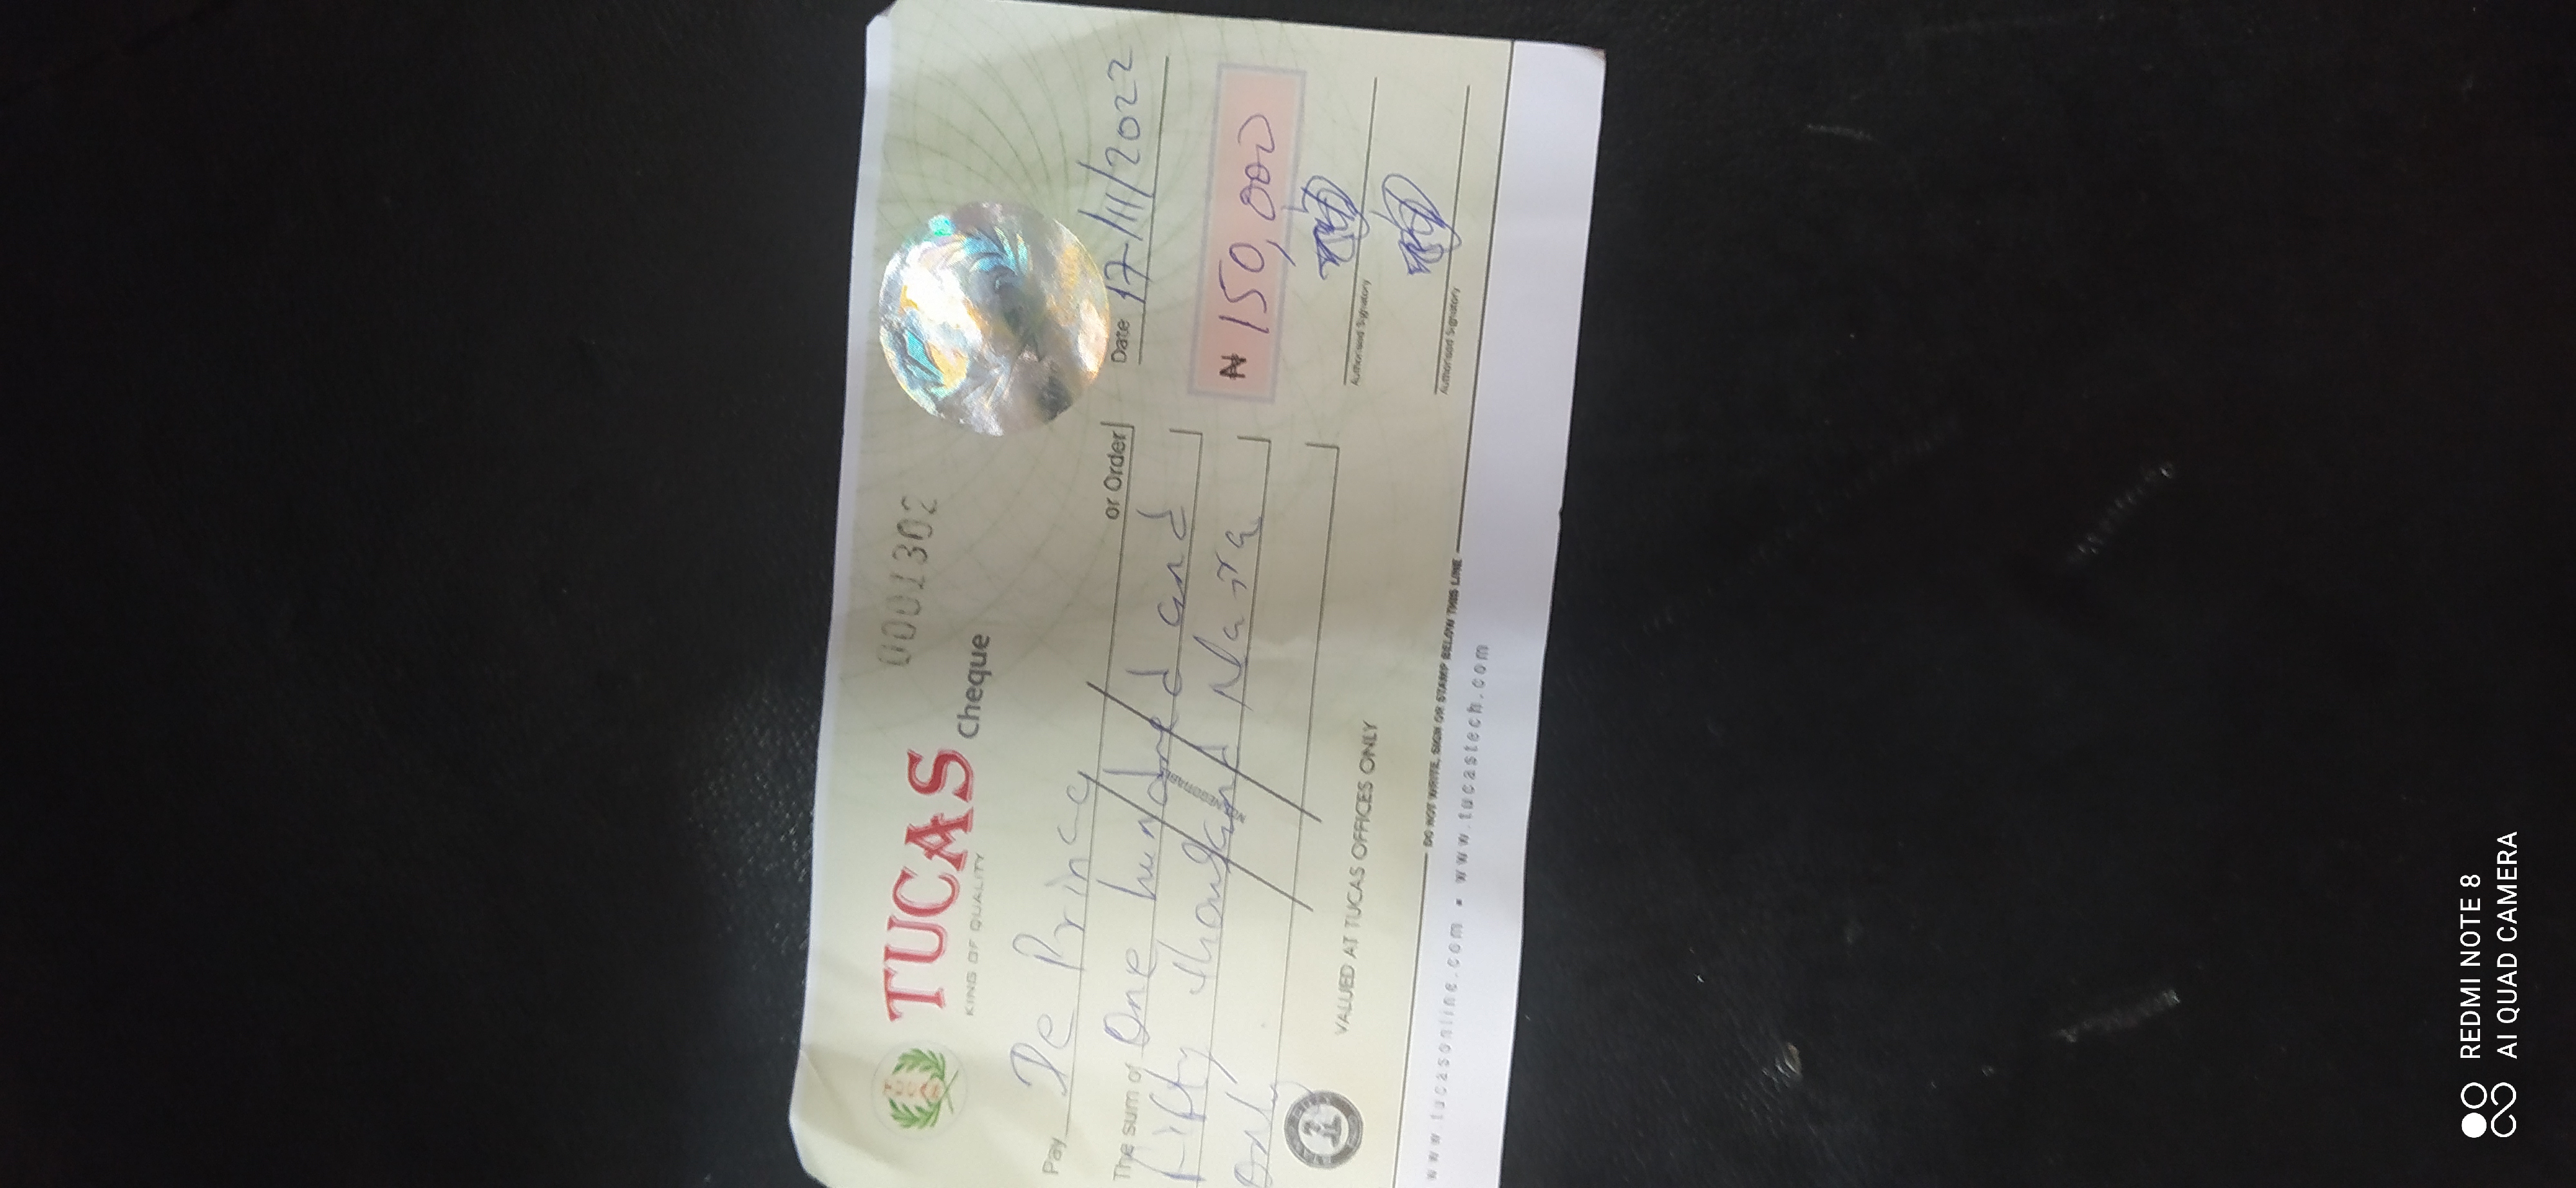 TUCAS
KING OF QUALITY
Cheque
0001302
Pay De Princy or Order
Date 17/11/2022
The sum of One hundred and
Fifty thousand Naira
Only
₦ 150,000
Authorised Signatory
Authorised Signatory
VALUED AT TUCAS OFFICES ONLY
DO NOT WRITE, SIGN OR STAMP BELOW THIS LINE
www.tucasonline.com • www.tucastech.com
REDMI NOTE 8
AI QUAD CAMERA